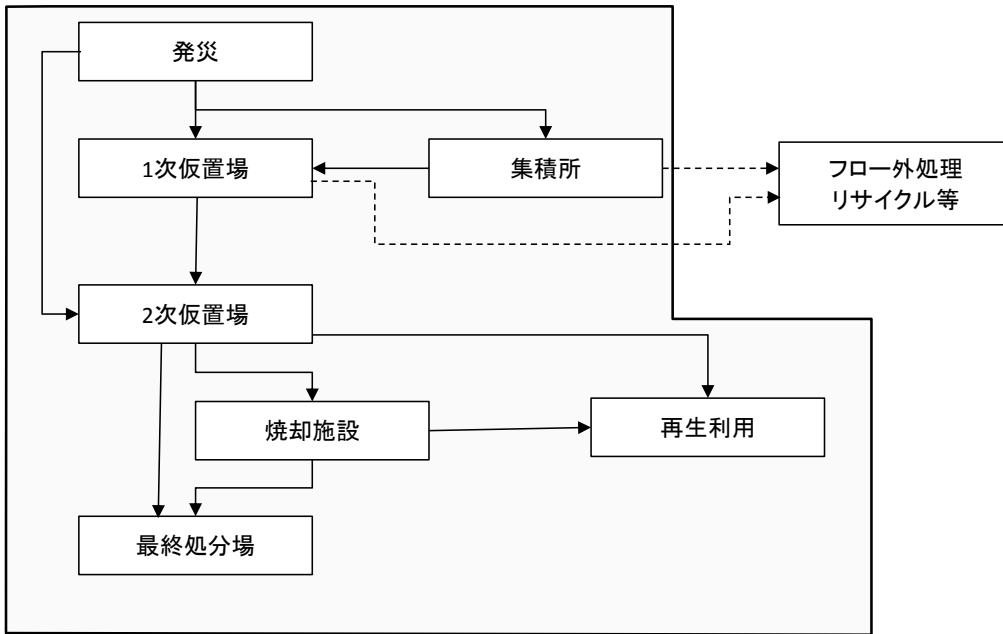 発災
1次仮置場
集積所
フロー外処理
リサイクル等
2次仮置場
焼却施設
再生利用
最終処分場